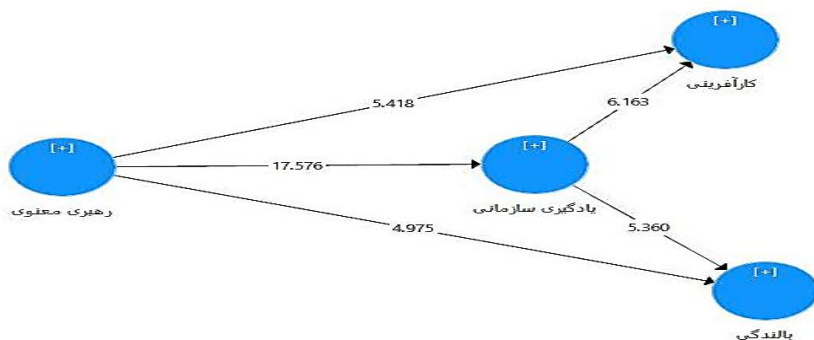 [+]
کارآفرینی
5.418
6.163
[+]
رهبری معنوی
17.576
[+]
یادگیری سازمانی
4.975
5.360
[+]
بالندگی